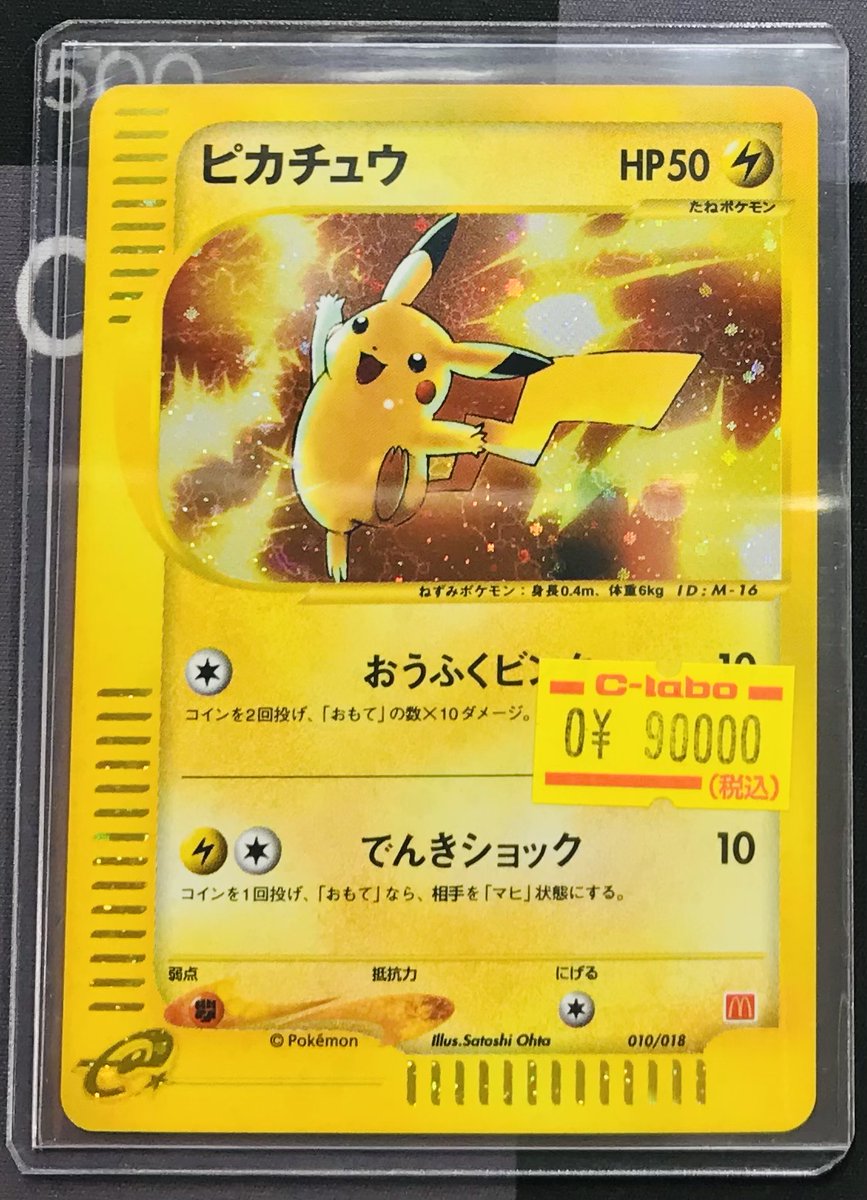 500
ピカチュウ HP50
たねポケモン
ねずみポケモン：身長0.4m、体重6kg ID:M-16
おうふくビン 10
コインを2回投げ、「おもて」の数×10ダメージ。
C-labo
0¥ 90000
(税込)
でんきショック 10
コインを1回投げ、「おもて」なら、相手を「マヒ」状態にする。
弱点 抵抗力 にげる
© Pokémon Illus.Satoshi Ohta 010/018